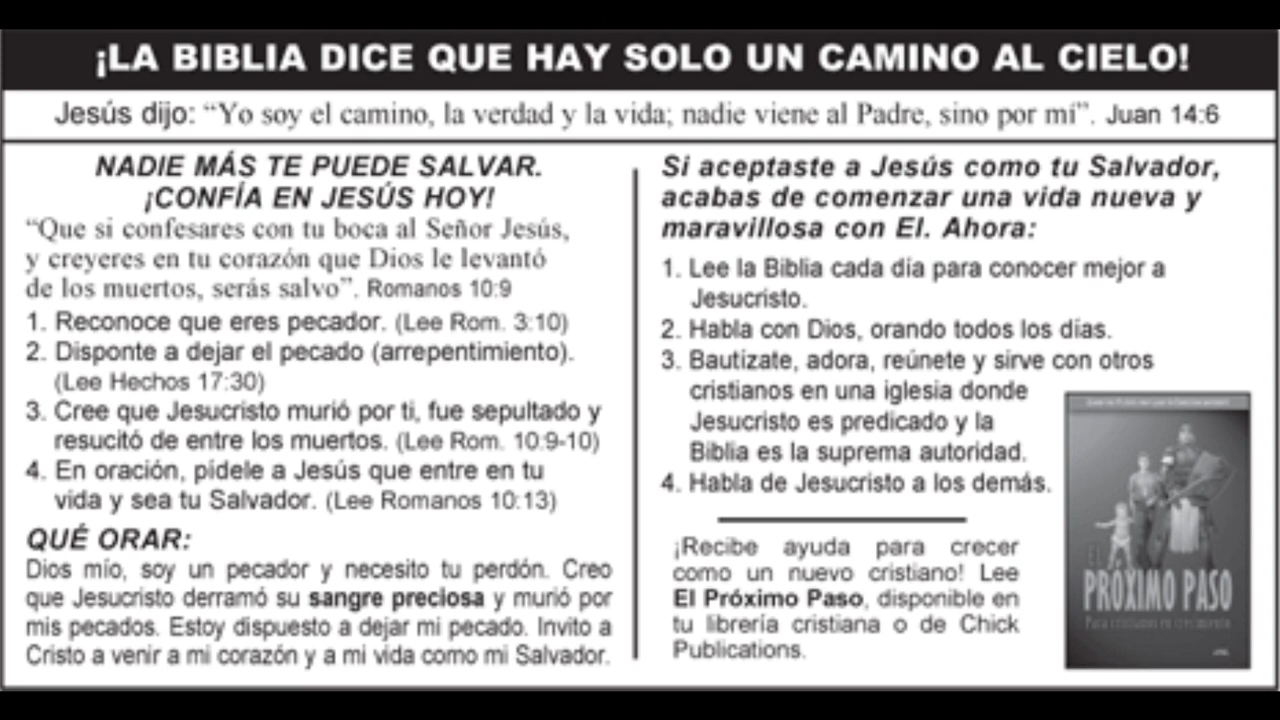 ¡LA BIBLIA DICE QUE HAY SOLO UN CAMINO AL CIELO!
Jesús dijo: “Yo soy el camino, la verdad y la vida; nadie viene al Padre, sino por mí”. Juan 14:6
NADIE MÁS TE PUEDE SALVAR.
¡CONFÍA EN JESÚS HOY!
“Que si confesares con tu boca al Señor Jesús,
y creyeres en tu corazón que Dios le levantó
de los muertos, serás salvo”. Romanos 10:9
1. Reconoce que eres pecador. (Lee Rom. 3:10)
2. Disponte a dejar el pecado (arrepentimiento).
(Lee Hechos 17:30)
3. Cree que Jesucristo murió por ti, fue sepultado y
resucitó de entre los muertos. (Lee Rom. 10:9-10)
4. En oración, pídele a Jesús que entre en tu
vida y sea tu Salvador. (Lee Romanos 10:13)
QUÉ ORAR:
Dios mío, soy un pecador y necesito tu perdón. Creo
que Jesucristo derramó su sangre preciosa y murió por
mis pecados. Estoy dispuesto a dejar mi pecado. Invito a
Cristo a venir a mi corazón y a mi vida como mi Salvador.
Si aceptaste a Jesús como tu Salvador,
acabas de comenzar una vida nueva y
maravillosa con El. Ahora:
1. Lee la Biblia cada día para conocer mejor a
Jesucristo.
2. Habla con Dios, orando todos los días.
3. Bautízate, adora, reúnete y sirve con otros
cristianos en una iglesia donde
Jesucristo es predicado y la
Biblia es la suprema autoridad.
4. Habla de Jesucristo a los demás.
¡Recibe ayuda para crecer
como un nuevo cristiano! Lee
El Próximo Paso, disponible en
tu librería cristiana o de Chick
Publications.
EL
PRÓXIMO PASO